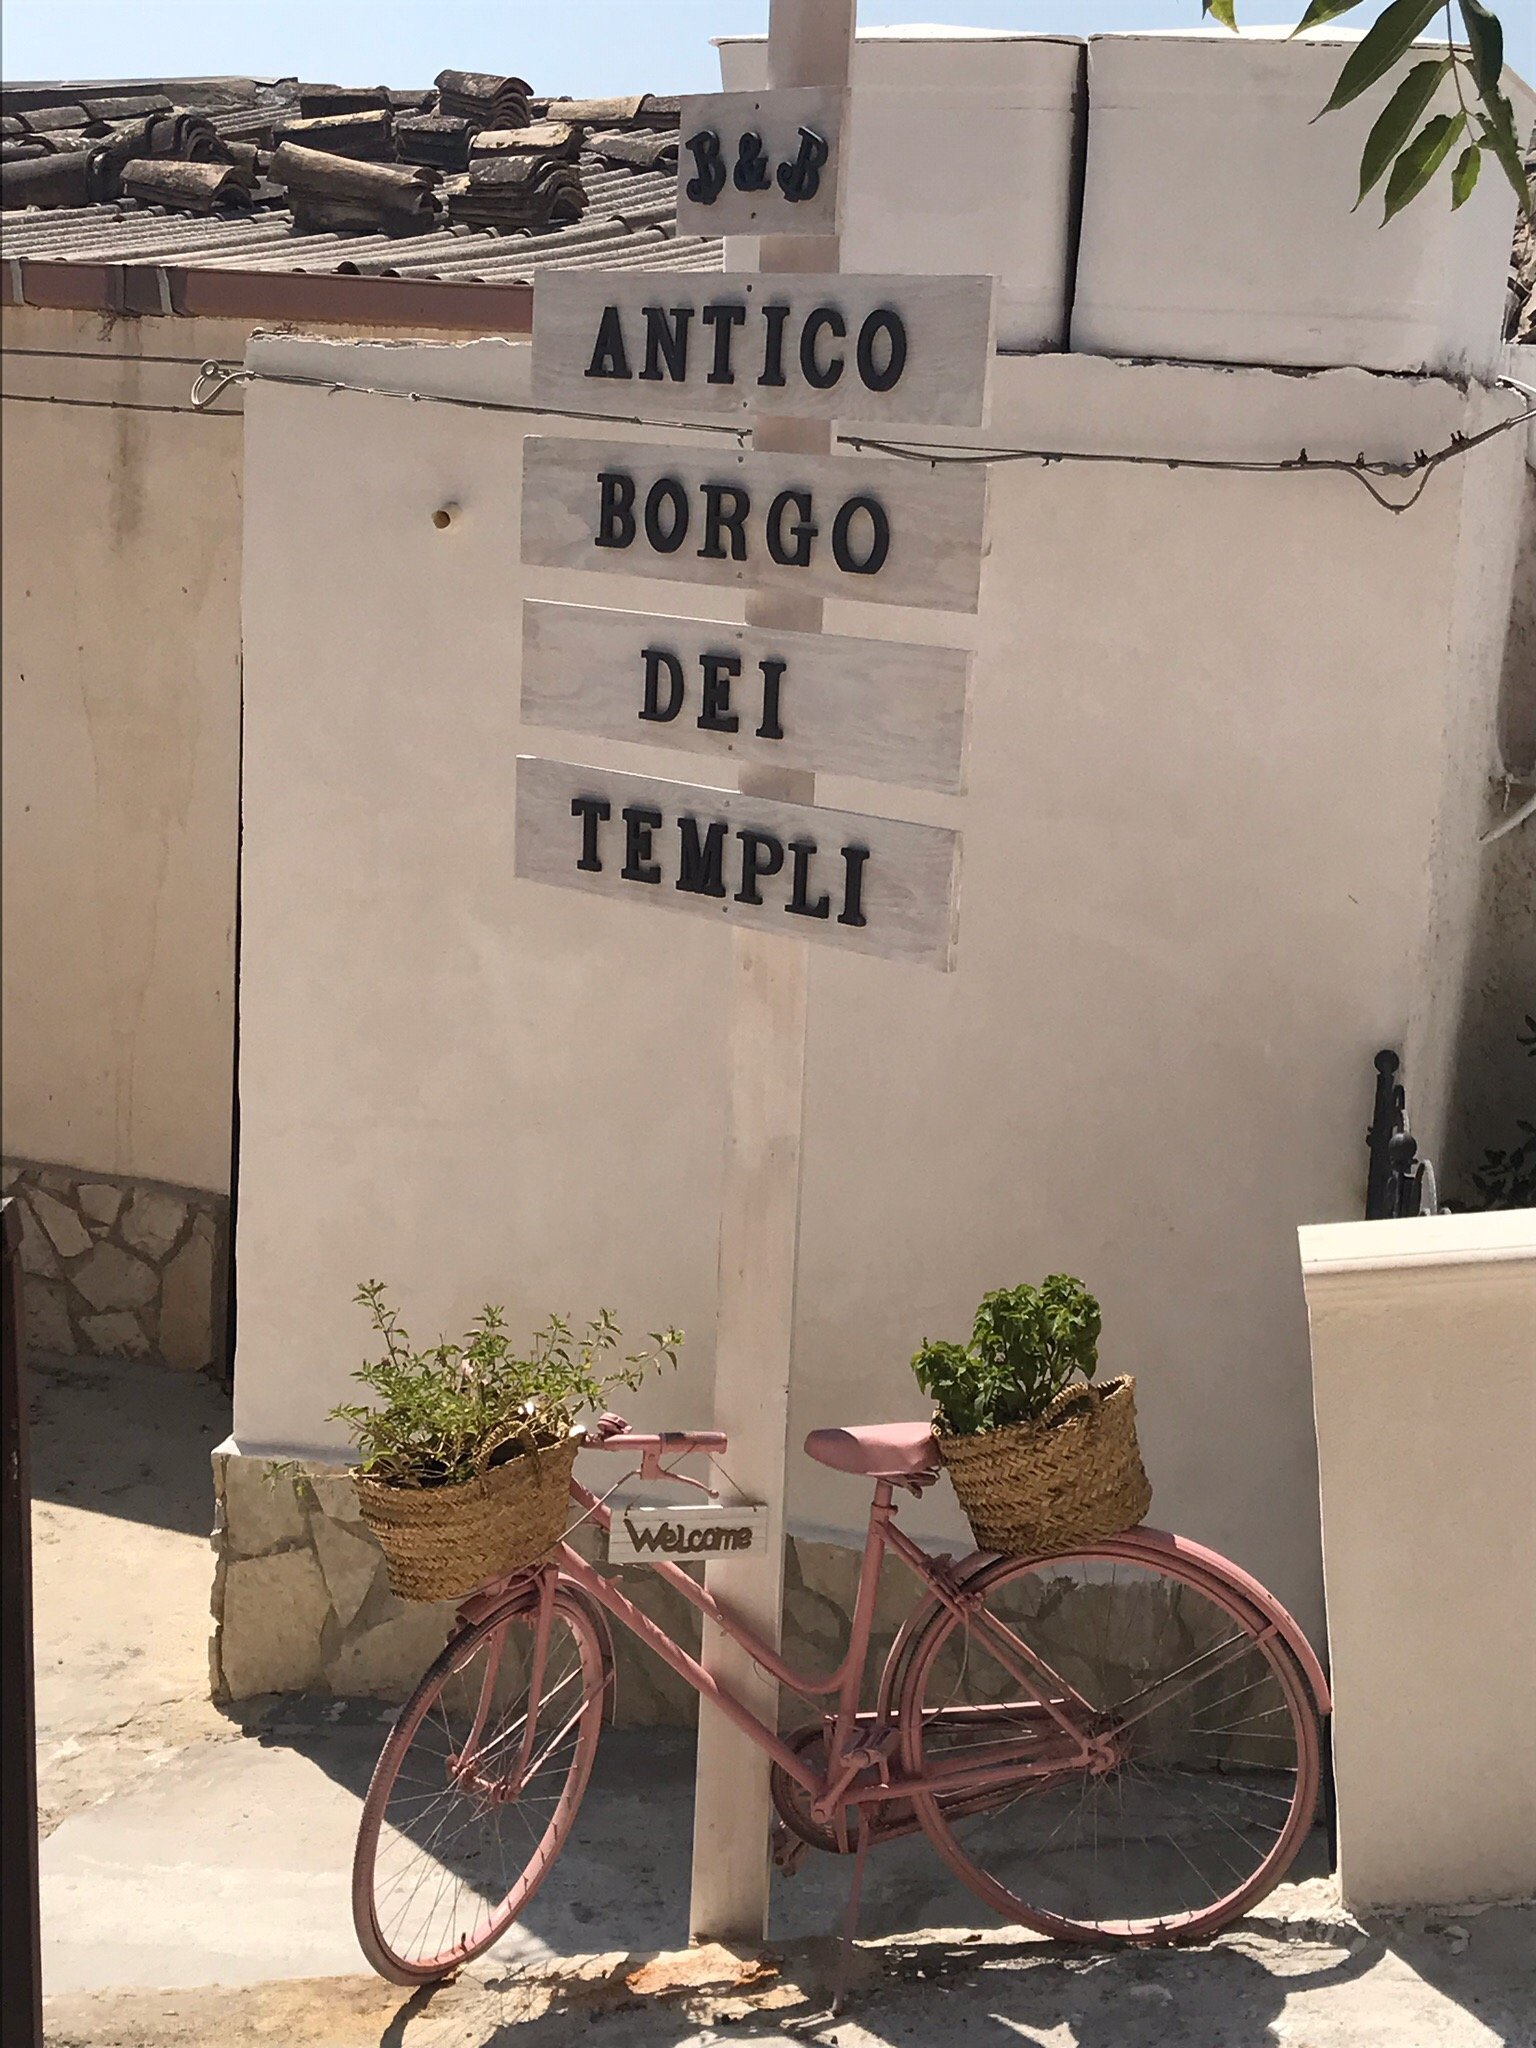 B & B
ANTICO
BORGO
DEI
TEMPLI
Welcome